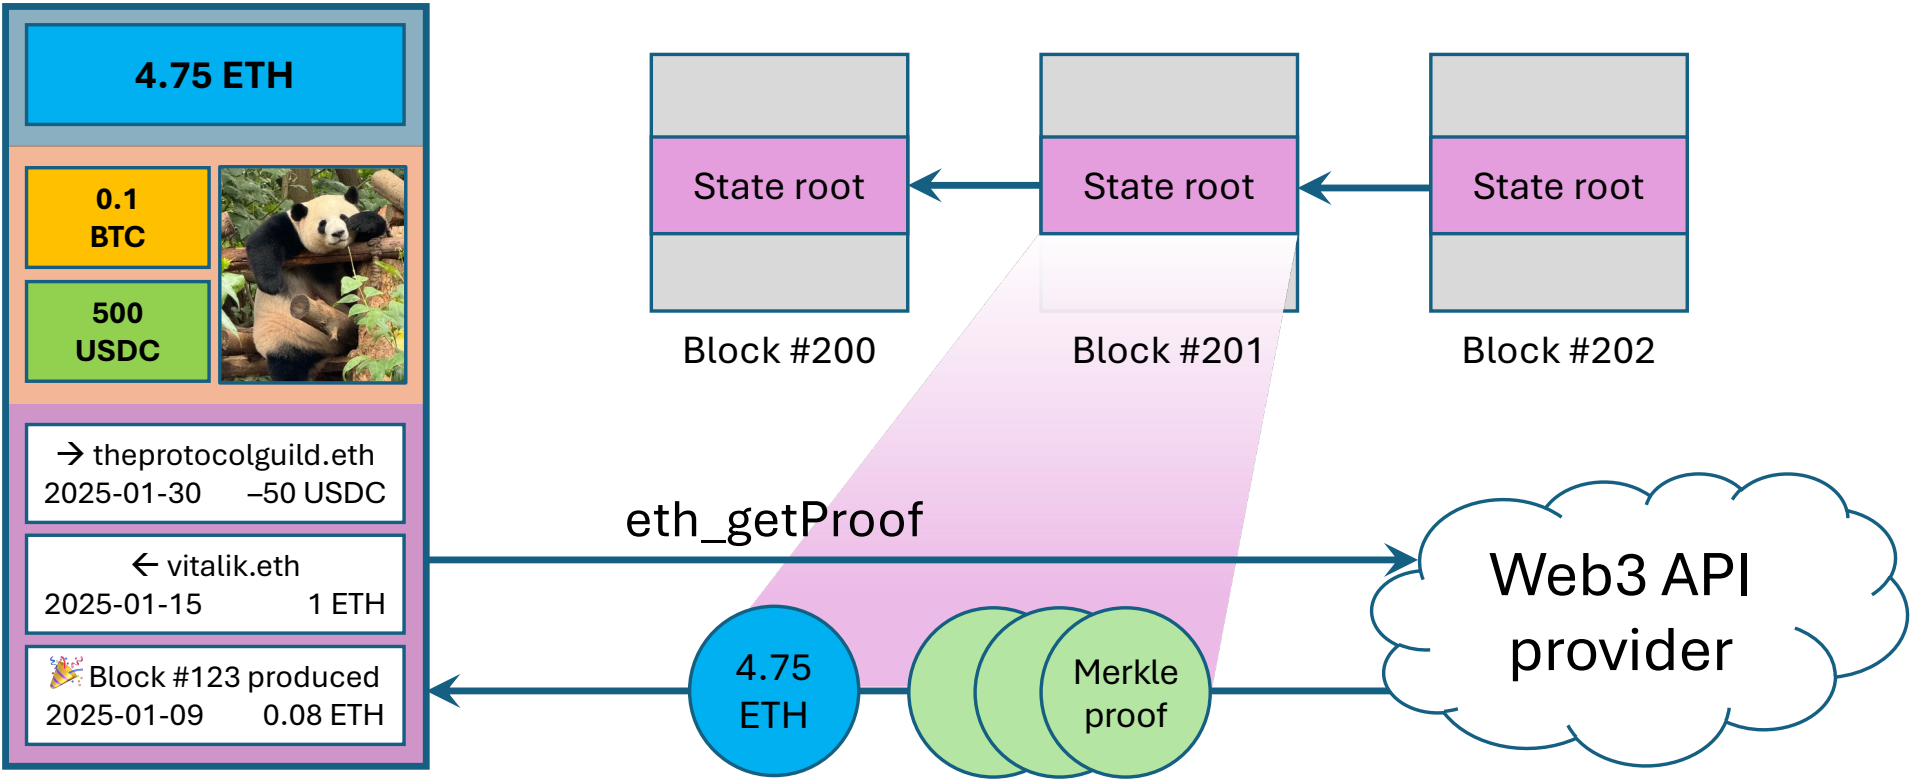 4.75 ETH
0.1
BTC
500
USDC
→ theprotocolguild.eth
2025-01-30 –50 USDC
← vitalik.eth
2025-01-15 1 ETH
🎉 Block #123 produced
2025-01-09 0.08 ETH
State root
State root
State root
Block #200
Block #201
Block #202
eth_getProof
Web3 API
provider
4.75
ETH
Merkle
proof